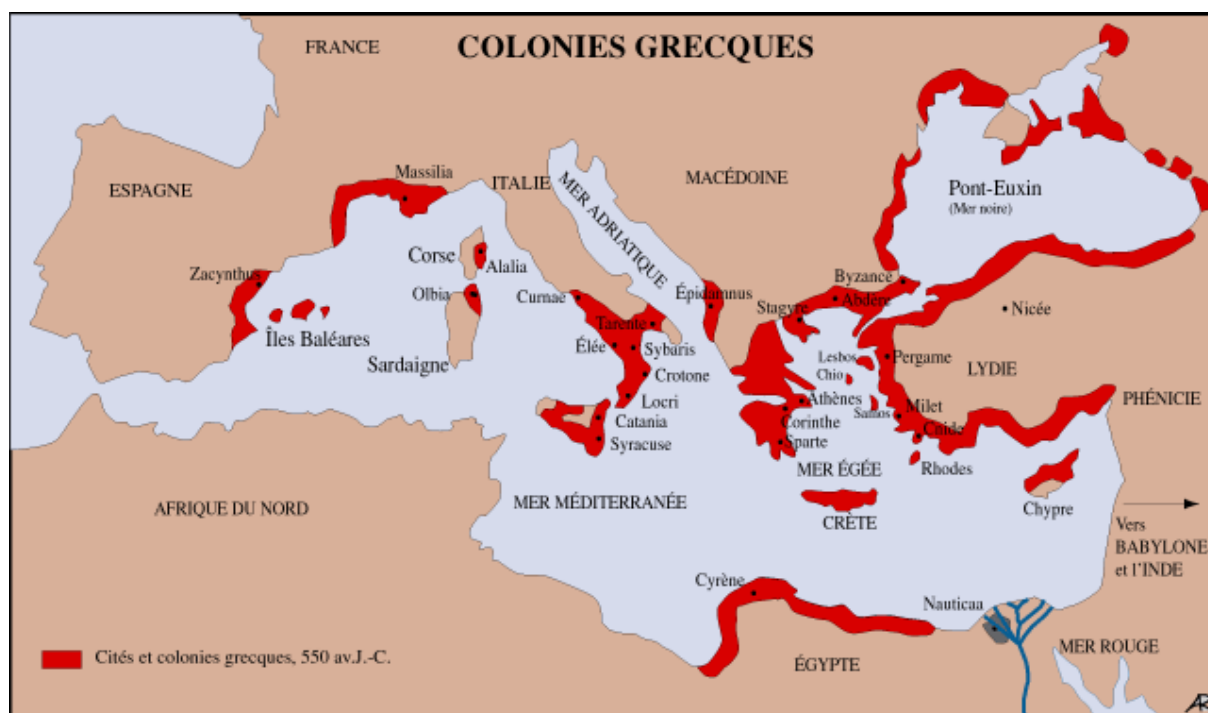 COLONIES GRECQUES
FRANCE
ESPAGNE
Massilia
ITALIE
MER ADRIATIQUE
MACÉDOINE
Pont-Euxin
(Mer noire)
Zacynthus
Corse
Alalia
Olbia
Îles Baléares
Sardaigne
Curnae
Tarente
Élée
Sybaris
Crotone
Locri
Catania
Syracuse
Épidamnus
Stagyre
Abdère
Byzance
Nicée
Lesbos
Chio
Pergame
LYDIE
Athènes
Samos
Milet
Corinthe
Cnide
Sparte
PHÉNICIE
MER ÉGÉE
Rhodes
CRÈTE
Chypre
AFRIQUE DU NORD
MER MÉDITERRANÉE
Vers
BABYLONE
et l'INDE
Cyrène
Nauticaa
Cités et colonies grecques, 550 av.J.-C.
ÉGYPTE
MER ROUGE